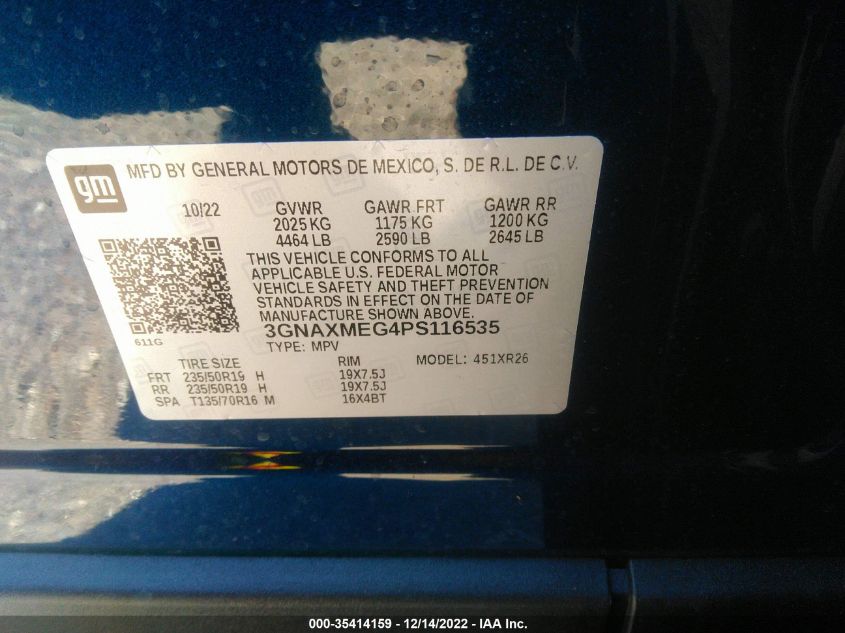 gm
MFD BY GENERAL MOTORS DE MEXICO, S. DE R.L. DE C.V.
10/22 GVWR GAWR FRT GAWR RR
2025 KG 1175 KG 1200 KG
4464 LB 2590 LB 2645 LB
THIS VEHICLE CONFORMS TO ALL
APPLICABLE U.S. FEDERAL MOTOR
VEHICLE SAFETY AND THEFT PREVENTION
STANDARDS IN EFFECT ON THE DATE OF
MANUFACTURE SHOWN ABOVE.
611G
3GNAXMEG4PS116535
TYPE: MPV MODEL: 451XR26
TIRE SIZE RIM
FRT 235/50R19 H 19X7.5J
RR 235/50R19 H 19X7.5J
SPA T135/70R16 M 16X4BT
000-35414159 - 12/14/2022 - IAA Inc.